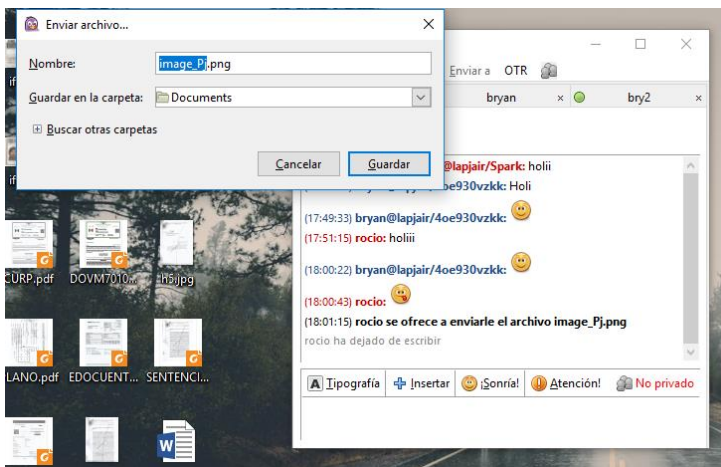 Enviar archivo...
Nombre:
image_Pj.png
Guardar en la carpeta:
Documents
Buscar otras carpetas
Cancelar
Guardar
Enviar a OTR
bryan
bry2
@lapjair/Spark: holii
@lapjair/4oe930vzkk: Holi
(17:49:33) bryan@lapjair/4oe930vzkk:
(17:51:15) rocio: holiii
(18:00:22) bryan@lapjair/4oe930vzkk:
(18:00:43) rocio:
(18:01:15) rocio se ofrece a enviarle el archivo image_Pj.png
rocio ha dejado de escribir
Tipografía Insertar ¡Sonría! ¡Atención! No privado
CURP.pdf DOVM7010... h5.jpg
LANO.pdf EDOCUENT... SENTENCI...